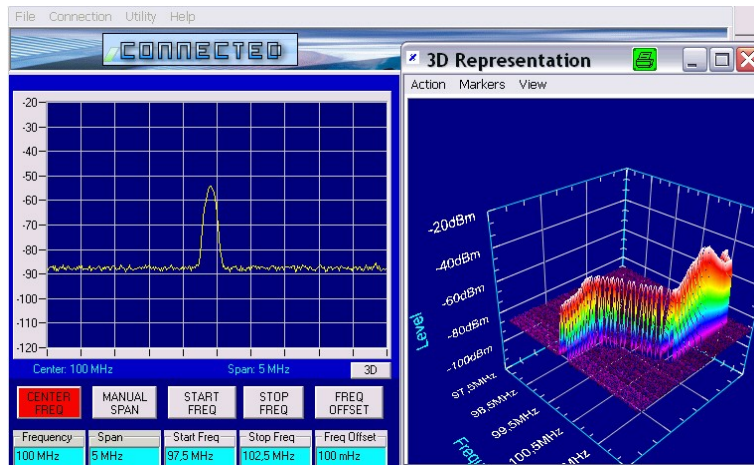 File Connection Utility Help
CONNECTED
-20
-30
-40
-50
-60
-70
-80
-90
-100
-110
-120
Center: 100 MHz Span: 5 MHz 3D
CENTER FREQ
MANUAL SPAN
START FREQ
STOP FREQ
FREQ OFFSET
Frequency Span Start Freq Stop Freq Freq Offset
100 MHz 5 MHz 97,5 MHz 102,5 MHz 100 mHz
3D Representation
Action Markers View
-20dBm
-40dBm
-60dBm
-80dBm
-100dBm
Level
97,5MHz
98,5MHz
99,5MHz
100,5MHz